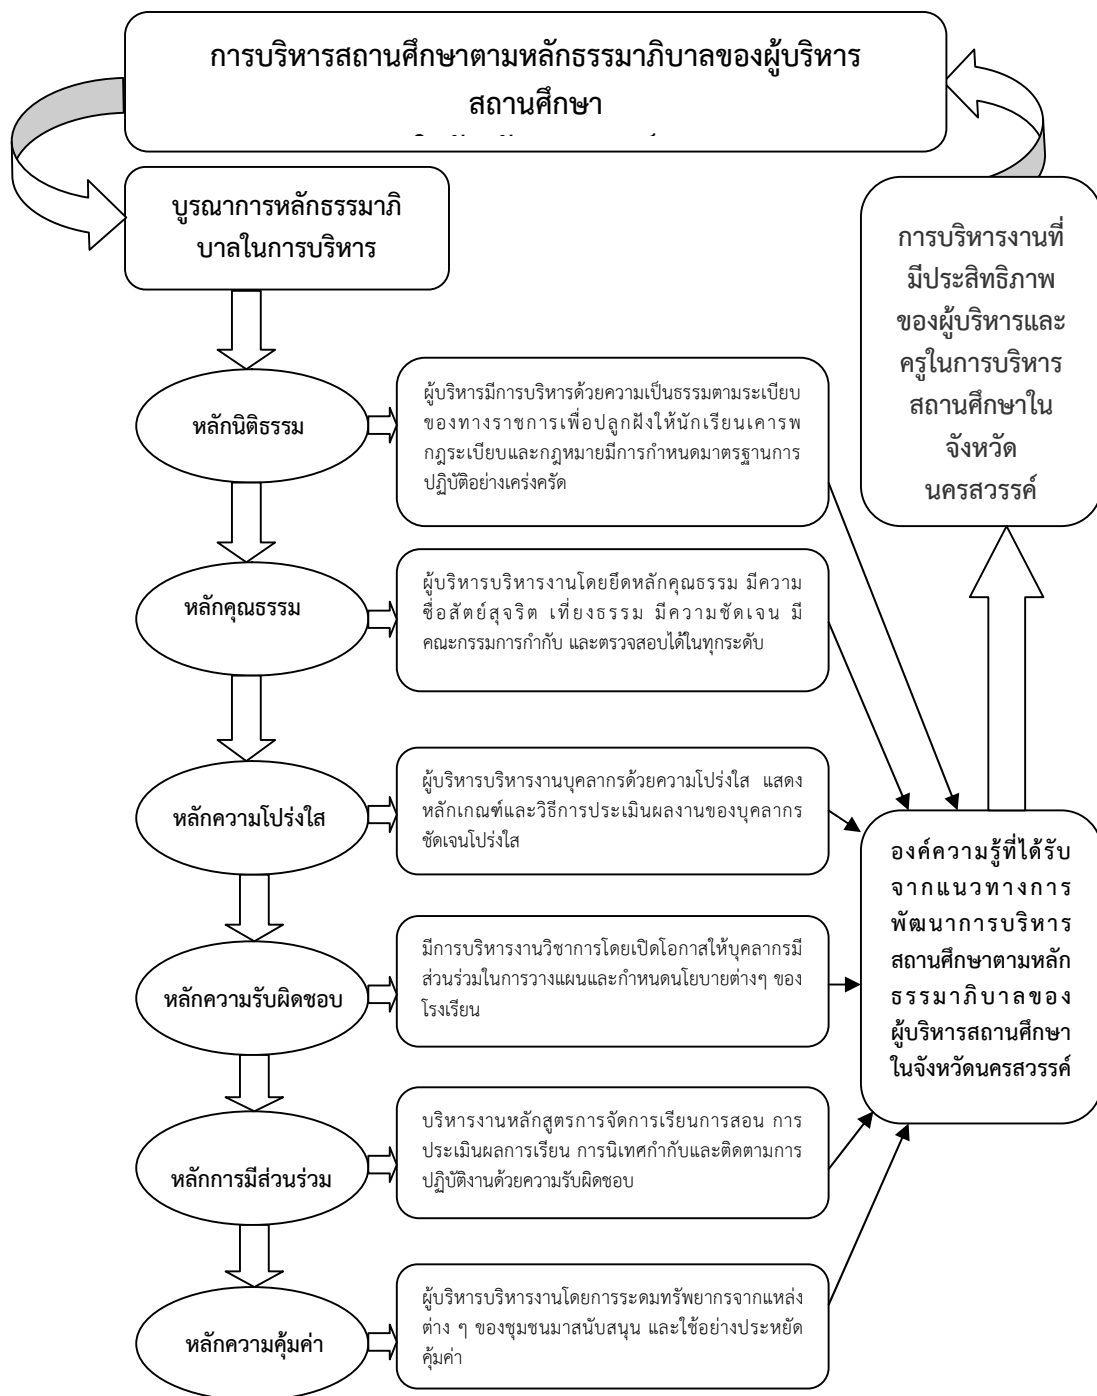 การบริหารสถานศึกษาตามหลักธรรมาภิบาลของผู้บริหาร
สถานศึกษา
บูรณาการหลักธรรมาภิ
บาลในการบริหาร
การบริหารงานที่
มีประสิทธิภาพ
ของผู้บริหารและ
ครูในการบริหาร
สถานศึกษาใน
จังหวัด
นครสวรรค์
หลักนิติธรรม
ผู้บริหารมีการบริหารด้วยความเป็นธรรมตามระเบียบ
ของทางราชการเพื่อปลูกฝังให้นักเรียนเคารพ
กฎระเบียบและกฎหมายมีการกำหนดมาตรฐานการ
ปฏิบัติอย่างเคร่งครัด
หลักคุณธรรม
ผู้บริหารบริหารงานโดยยึดหลักคุณธรรม มีความ
ซื่อสัตย์สุจริต เที่ยงธรรม มีความชัดเจน มี
คณะกรรมการกำกับ และตรวจสอบได้ในทุกระดับ
หลักความโปร่งใส
ผู้บริหารบริหารงานบุคลากรด้วยความโปร่งใส แสดง
หลักเกณฑ์และวิธีการประเมินผลงานของบุคลากร
ชัดเจนโปร่งใส
หลักความรับผิดชอบ
มีการบริหารงานวิชาการโดยเปิดโอกาสให้บุคลากรมี
ส่วนร่วมในการวางแผนและกำหนดนโยบายต่างๆ ของ
โรงเรียน
หลักการมีส่วนร่วม
บริหารงานหลักสูตรการจัดการเรียนการสอน การ
ประเมินผลการเรียน การนิเทศกำกับและติดตามการ
ปฏิบัติงานด้วยความรับผิดชอบ
หลักความคุ้มค่า
ผู้บริหารบริหารงานโดยการระดมทรัพยากรจากแหล่ง
ต่าง ๆ ของชุมชนมาสนับสนุน และใช้อย่างประหยัด
คุ้มค่า
องค์ความรู้ที่ได้รับ
จากแนวทางการ
พัฒนาการบริหาร
สถานศึกษาตามหลัก
ธรรมาภิบาลของ
ผู้บริหารสถานศึกษา
ในจังหวัดนครสวรรค์